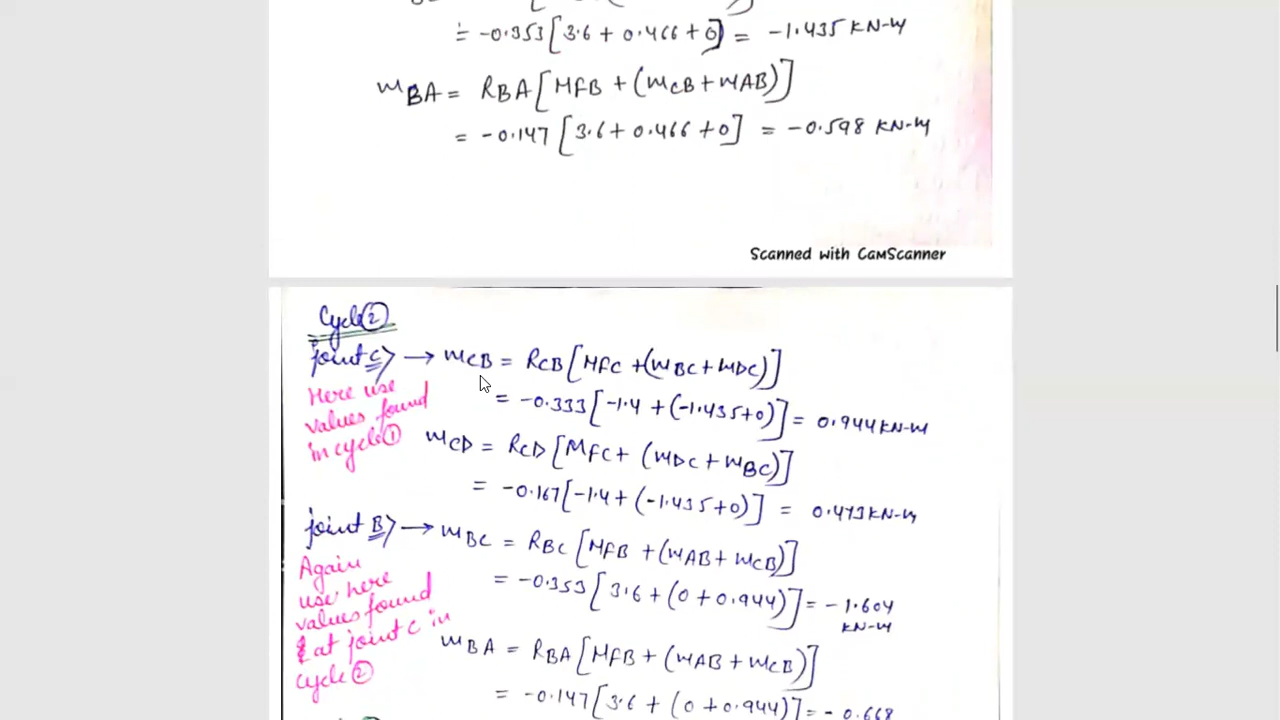 = -0.353[3.6 + 0.466 + 0] = -1.435 KN-M
mBA = RBA[MFB + (mCB + mAB)]
= -0.147[3.6 + 0.466 + 0] = -0.598 KN-M
Scanned with CamScanner
Cycle ②
joint C> → mCB = RCB[MFC + (mBC + mDC)]
Here use values found in cycle ①
= -0.333[-1.4 + (-1.435+0)] = 0.944 KN-M
mCD = RCD[MFC + (mDC + mBC)]
= -0.167[-1.4 + (-1.435+0)] = 0.473 KN-M
joint B> → mBC = RBC[MFB + (mAB + mCB)]
Again use here values found at joint C in cycle ②
= -0.353[3.6 + (0 + 0.944)] = -1.604 KN-M
mBA = RBA[MFB + (mAB + mCB)]
= -0.147[3.6 + (0 + 0.944)] = -0.668